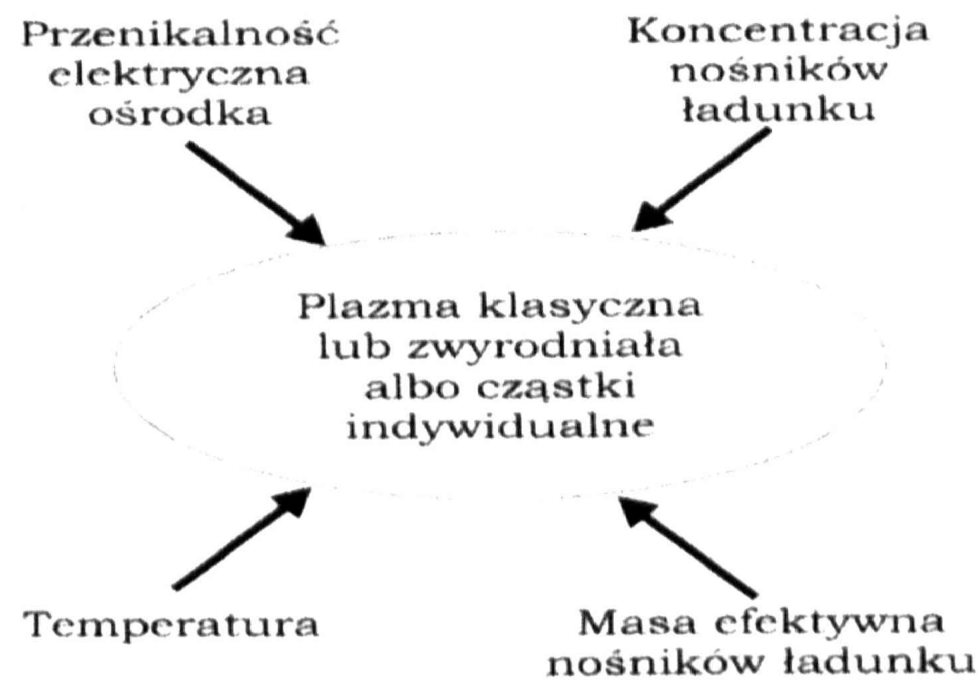 Przenikalność
elektryczna
ośrodka
Koncentracja
nośników
ładunku
Plazma klasyczna
lub zwyrodniała
albo cząstki
indywidualne
Temperatura
Masa efektywna
nośników ładunku